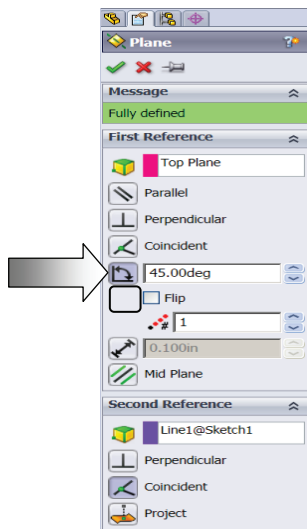 Plane
Message
Fully defined
First Reference
Top Plane
Parallel
Perpendicular
Coincident
45.00deg
Flip
# 1
0.100in
Mid Plane
Second Reference
Line1@Sketch1
Perpendicular
Coincident
Project